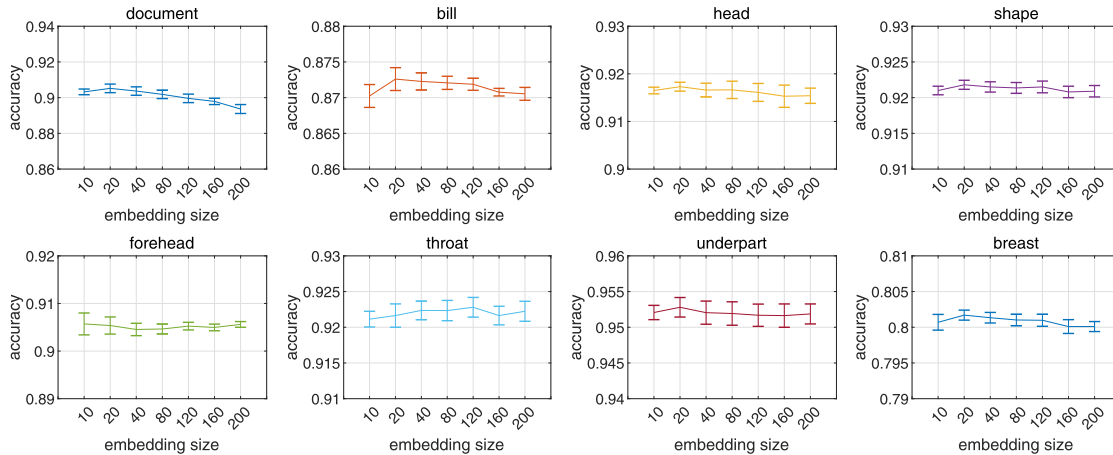 document
0.94
0.92
0.9
0.88
0.86
accuracy
10 20 40 80 120 160 200
embedding size
bill
0.88
0.875
0.87
0.865
0.86
accuracy
10 20 40 80 120 160 200
embedding size
head
0.93
0.92
0.91
0.9
accuracy
10 20 40 80 120 160 200
embedding size
shape
0.93
0.925
0.92
0.915
0.91
accuracy
10 20 40 80 120 160 200
embedding size
forehead
0.92
0.91
0.9
0.89
accuracy
10 20 40 80 120 160 200
embedding size
throat
0.93
0.925
0.92
0.915
0.91
accuracy
10 20 40 80 120 160 200
embedding size
underpart
0.96
0.955
0.95
0.945
0.94
accuracy
10 20 40 80 120 160 200
embedding size
breast
0.81
0.805
0.8
0.795
0.79
accuracy
10 20 40 80 120 160 200
embedding size